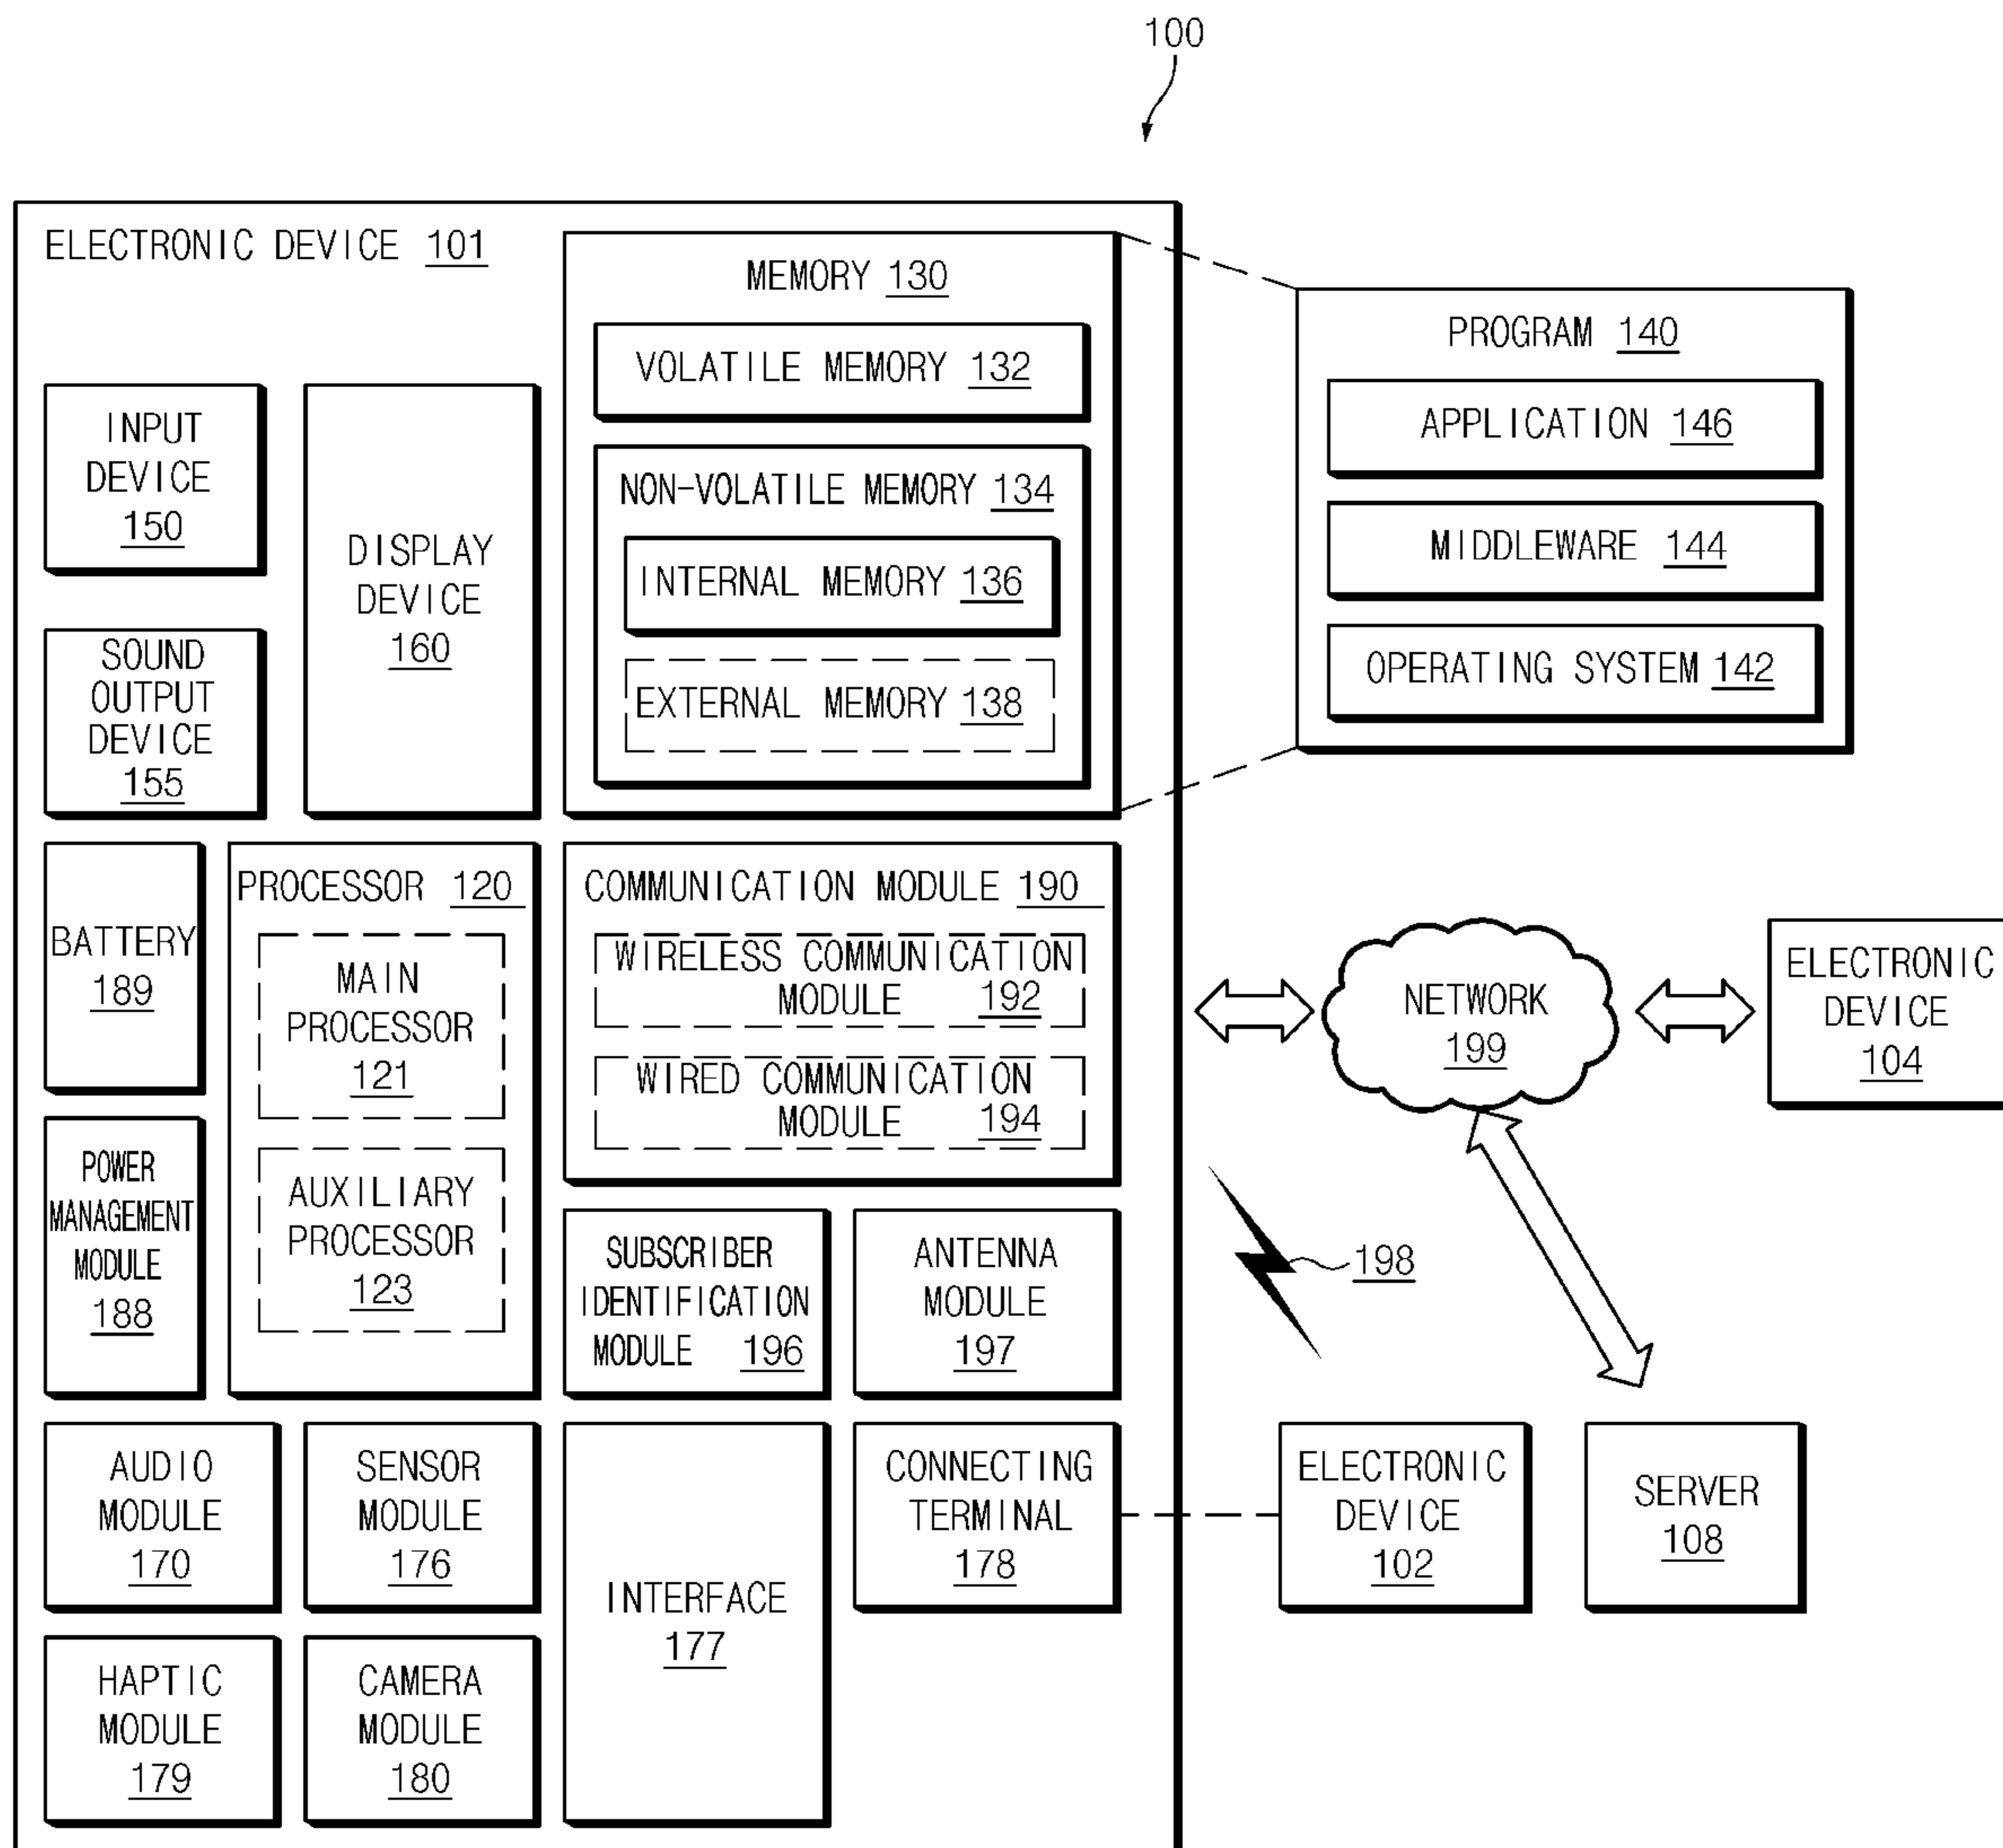 100
ELECTRONIC DEVICE 101
MEMORY 130
VOLATILE MEMORY 132
NON-VOLATILE MEMORY 134
INTERNAL MEMORY 136
EXTERNAL MEMORY 138
PROGRAM 140
APPLICATION 146
MIDDLEWARE 144
OPERATING SYSTEM 142
INPUT
DEVICE
150
DISPLAY
DEVICE
160
SOUND
OUTPUT
DEVICE
155
BATTERY
189
PROCESSOR 120
MAIN
PROCESSOR
121
AUXILIARY
PROCESSOR
123
POWER
MANAGEMENT
MODULE
188
COMMUNICATION MODULE 190
WIRELESS COMMUNICATION
MODULE 192
WIRED COMMUNICATION
MODULE 194
SUBSCRIBER
IDENTIFICATION
MODULE 196
ANTENNA
MODULE
197
NETWORK
199
ELECTRONIC
DEVICE
104
198
AUDIO
MODULE
170
SENSOR
MODULE
176
INTERFACE
177
CONNECTING
TERMINAL
178
ELECTRONIC
DEVICE
102
SERVER
108
HAPTIC
MODULE
179
CAMERA
MODULE
180